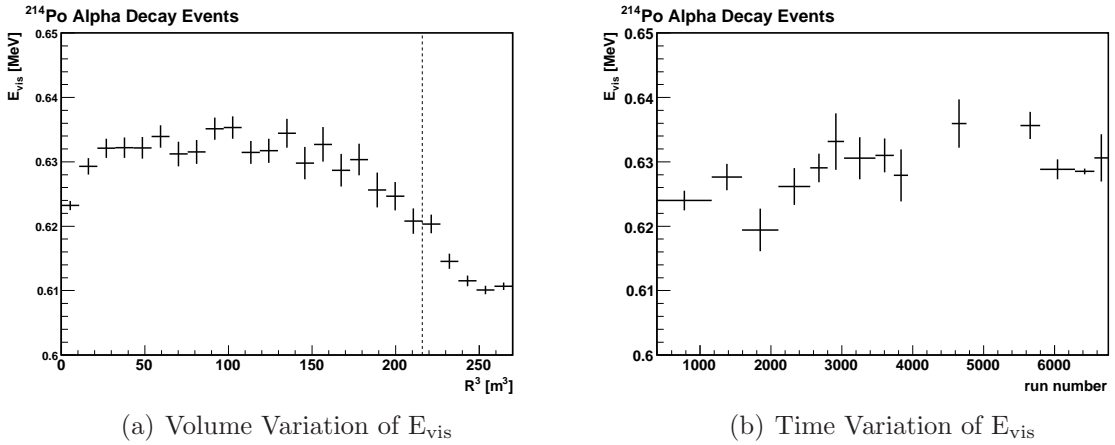 ²¹⁴Po Alpha Decay Events
E_vis [MeV]
0.65
0.64
0.63
0.62
0.61
0.6
0 50 100 150 200 250
R³ [m³]
(a) Volume Variation of E_vis
²¹⁴Po Alpha Decay Events
E_vis [MeV]
0.65
0.64
0.63
0.62
0.61
0.6
1000 2000 3000 4000 5000 6000
run number
(b) Time Variation of E_vis